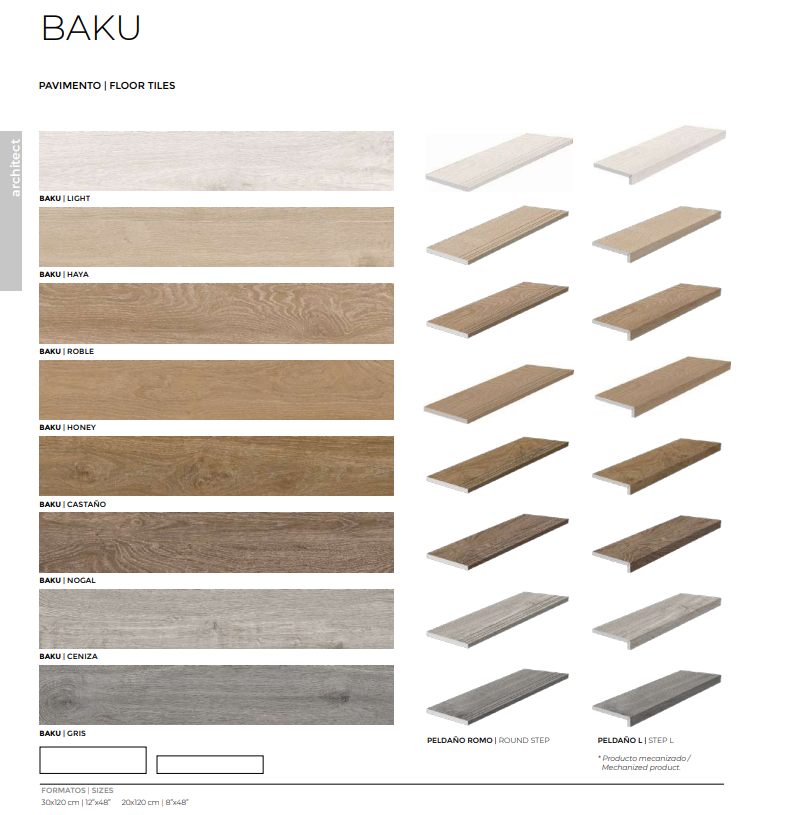 BAKU
PAVIMENTO | FLOOR TILES
architect
BAKU | LIGHT
BAKU | HAYA
BAKU | ROBLE
BAKU | HONEY
BAKU | CASTAÑO
BAKU | NOGAL
BAKU | CENIZA
BAKU | GRIS
PELDAÑO ROMO | ROUND STEP
PELDAÑO L | STEP L
* Producto mecanizado /
Mechanized product.
FORMATOS | SIZES
30x120 cm | 12"x48" 20x120 cm | 8"x48"